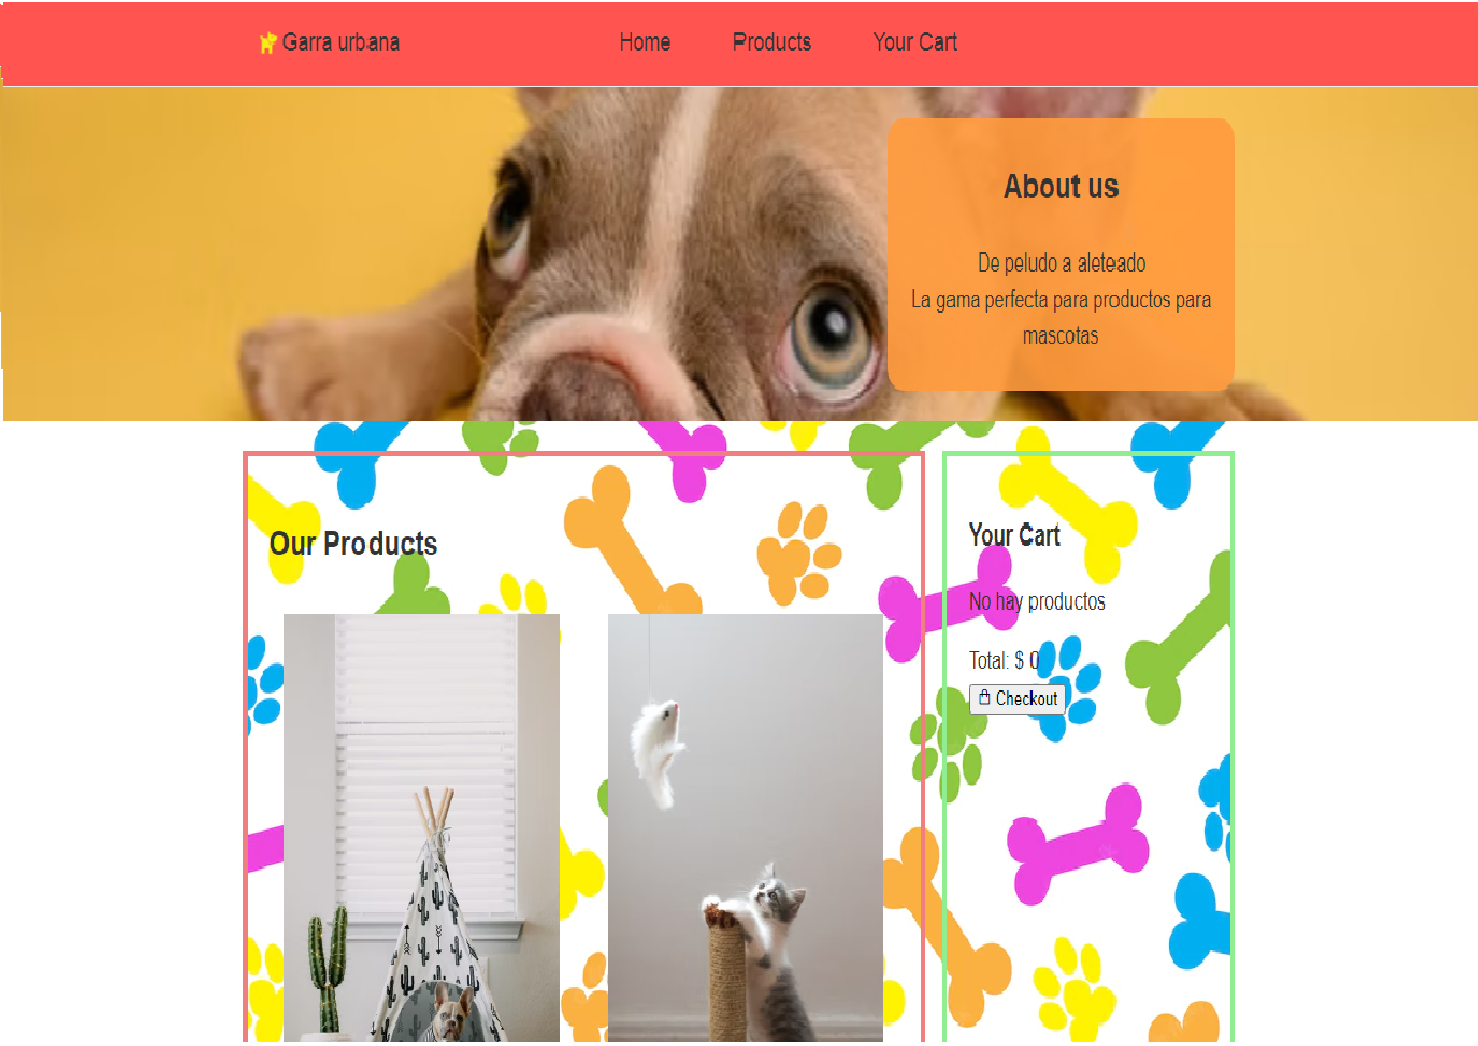 Garra urbana
Home
Products
Your Cart
About us
De peludo a aleteado
La gama perfecta para productos para
mascotas
Our Products
Your Cart
No hay productos
Total: $ 0
Checkout